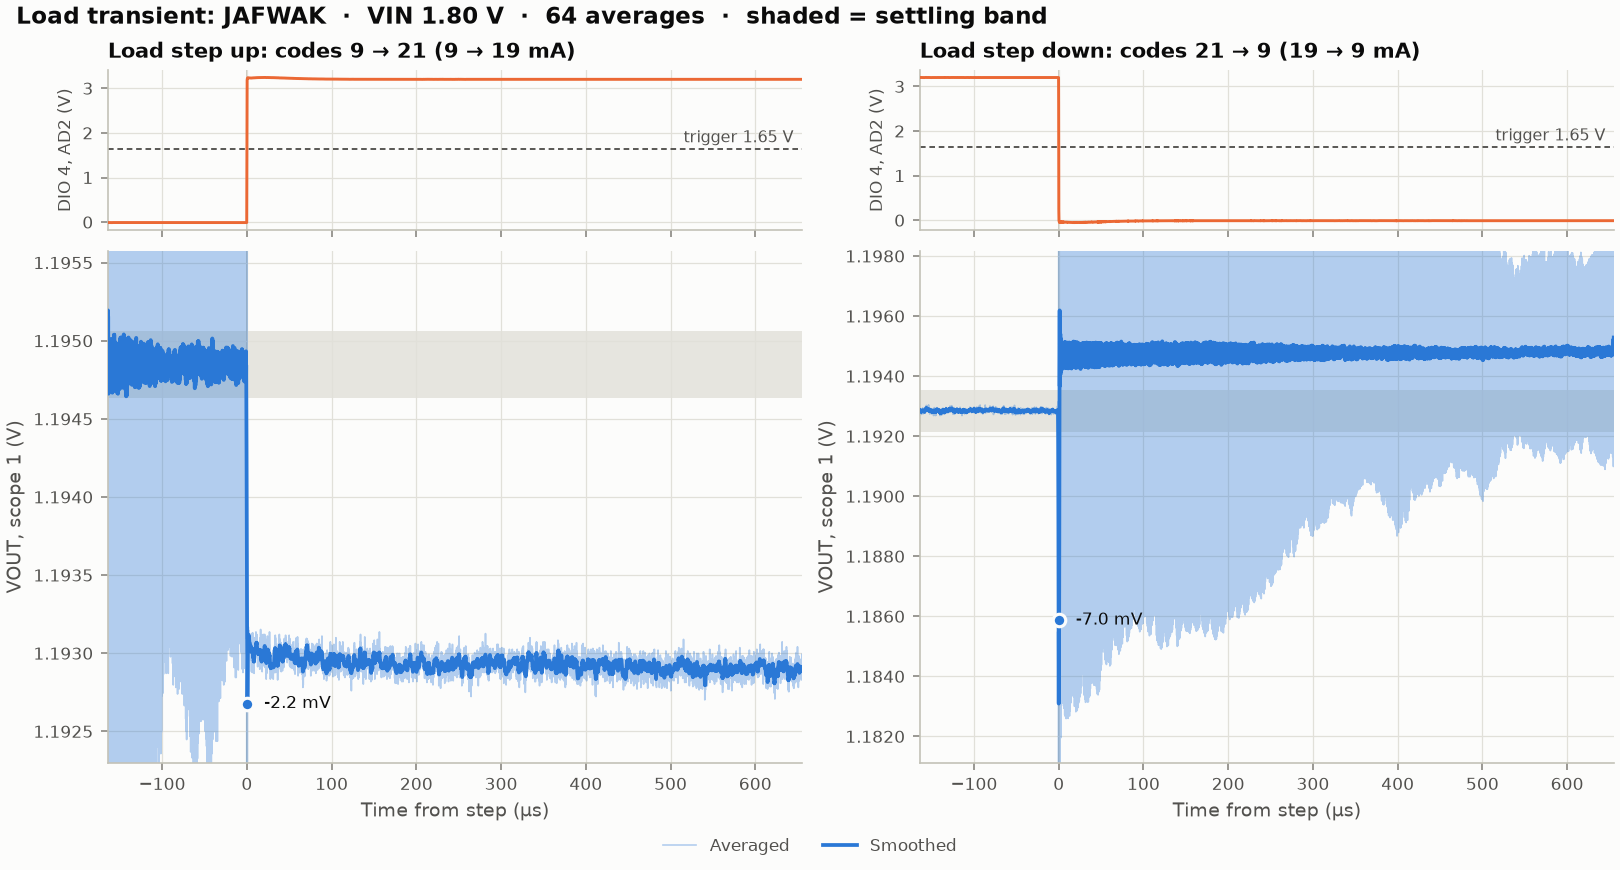 Load transient: JAFWAK · VIN 1.80 V · 64 averages · shaded = settling band
Load step up: codes 9 → 21 (9 → 19 mA)
DIO 4, AD2 (V)
3
2
1
0
trigger 1.65 V
VOUT, scope 1 (V)
1.1955
1.1950
1.1945
1.1940
1.1935
1.1930
1.1925
-2.2 mV
−100
0
100
200
300
400
500
600
Time from step (µs)
Load step down: codes 21 → 9 (19 → 9 mA)
DIO 4, AD2 (V)
3
2
1
0
trigger 1.65 V
VOUT, scope 1 (V)
1.1980
1.1960
1.1940
1.1920
1.1900
1.1880
1.1860
1.1840
1.1820
-7.0 mV
−100
0
100
200
300
400
500
600
Time from step (µs)
Averaged
Smoothed